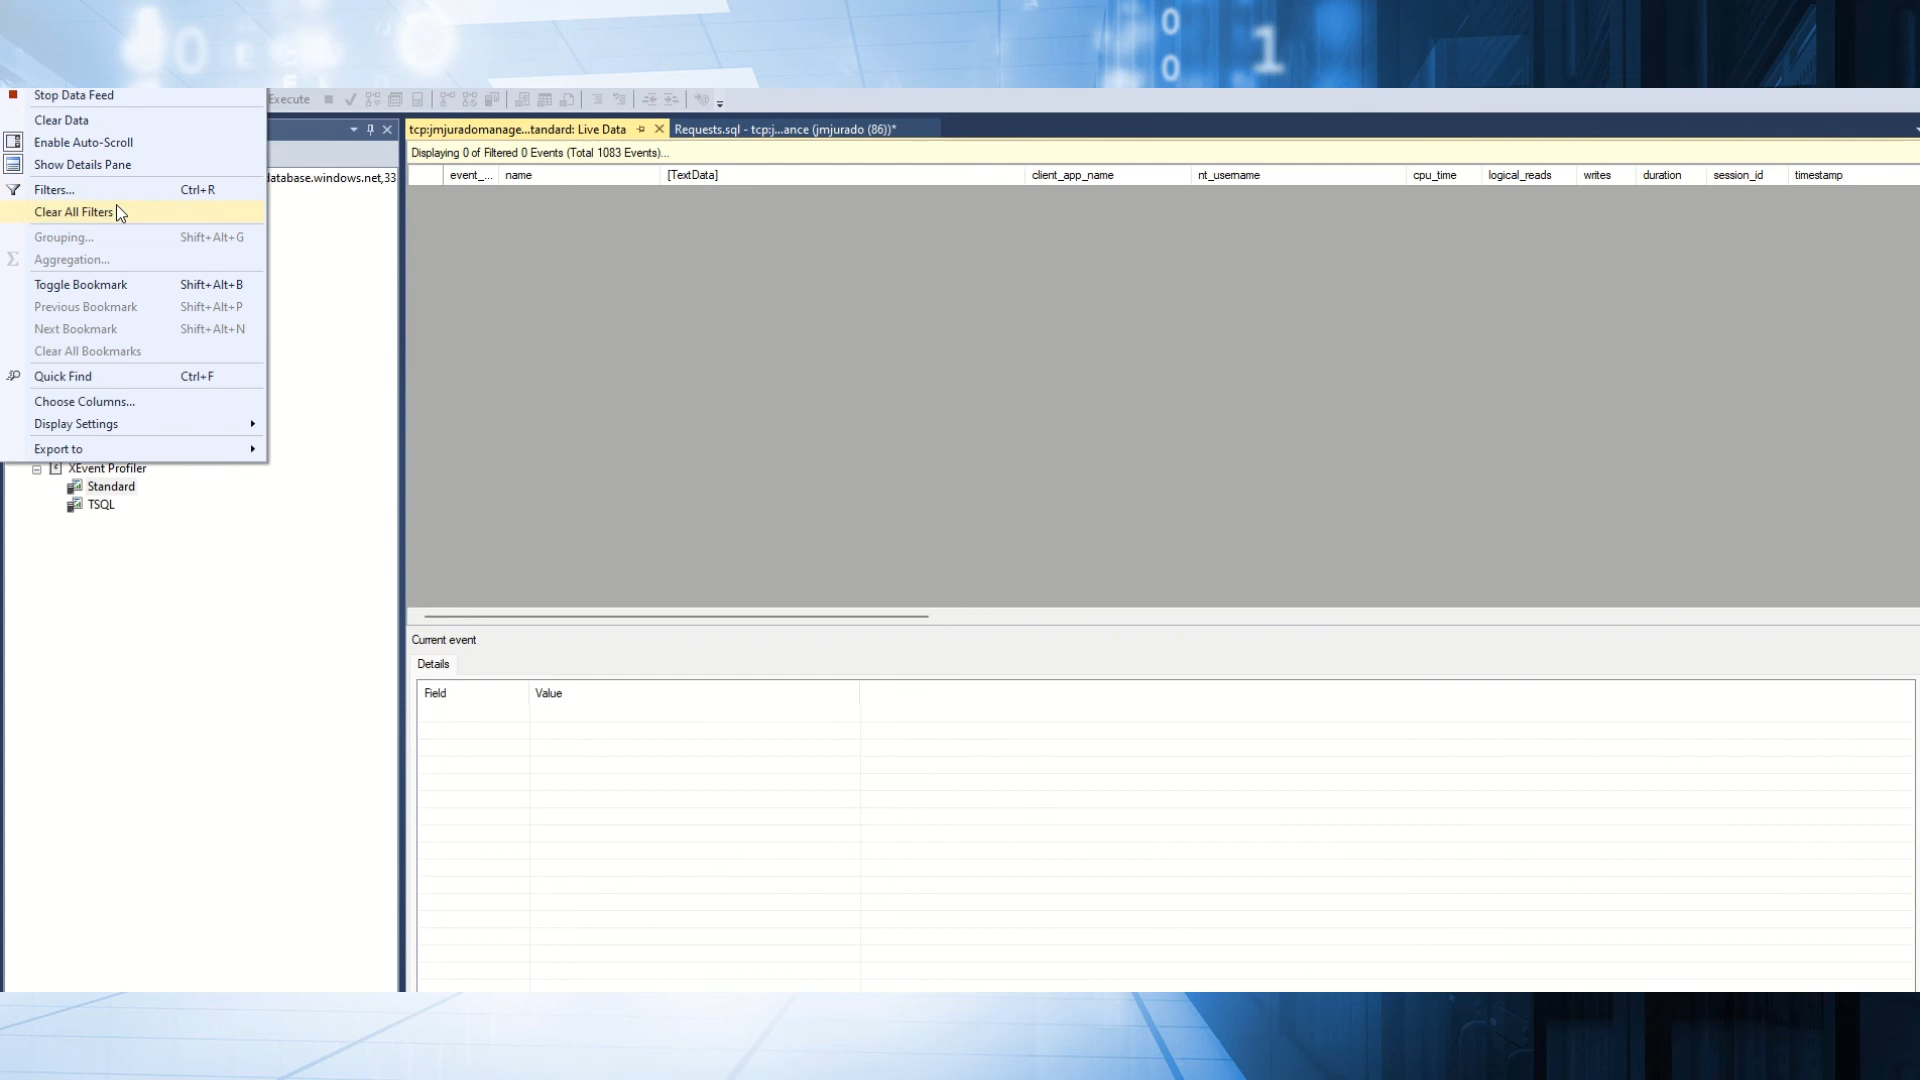 0
1
0
0
Stop Data Feed
Clear Data
Enable Auto-Scroll
Show Details Pane
Filters... Ctrl+R
Clear All Filters
Grouping... Shift+Alt+G
Aggregation...
Toggle Bookmark Shift+Alt+B
Previous Bookmark Shift+Alt+P
Next Bookmark Shift+Alt+N
Clear All Bookmarks
Quick Find Ctrl+F
Choose Columns...
Display Settings
Export to
XEvent Profiler
Standard
TSQL
Execute
database.windows.net,33
tcp:jmjuradomanage...tandard: Live Data
Requests.sql - tcp:j...ance (jmjurado (86))*
Displaying 0 of Filtered 0 Events (Total 1083 Events)...
event_... name [TextData] client_app_name nt_username cpu_time logical_reads writes duration session_id timestamp
Current event
Details
Field Value